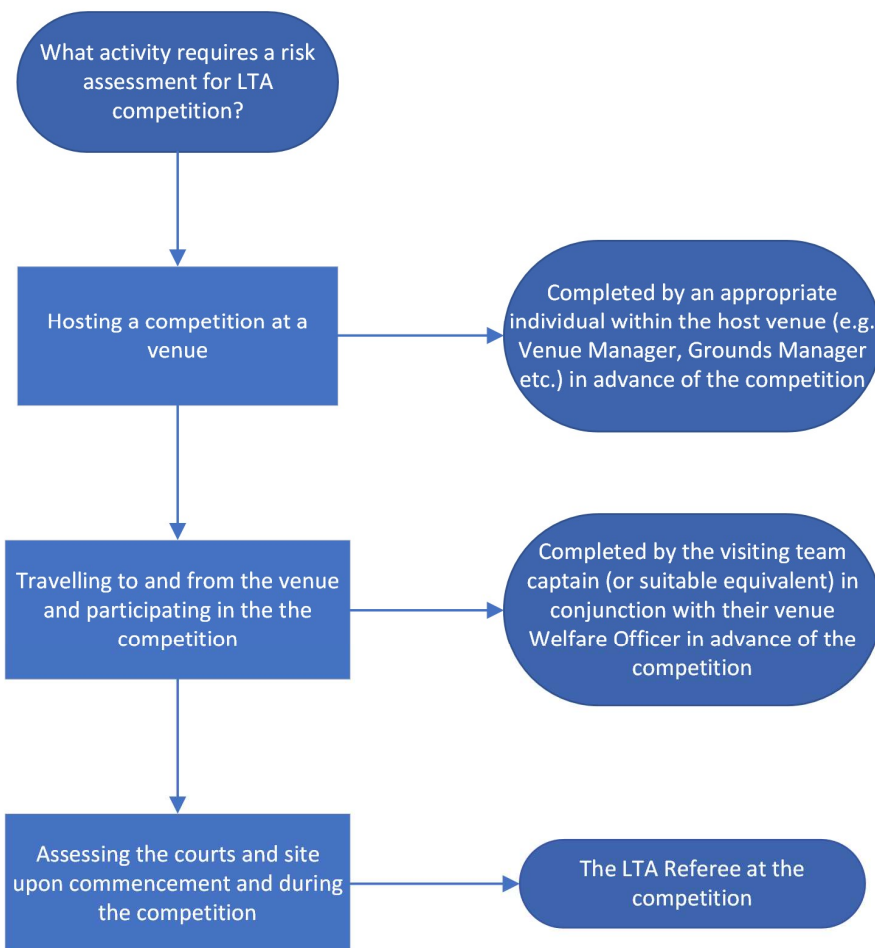 What activity requires a risk
assessment for LTA
competition?
Hosting a competition at a
venue
Completed by an appropriate
individual within the host venue (e.g.
Venue Manager, Grounds Manager
etc.) in advance of the competition
Travelling to and from the venue
and participating in the the
competition
Completed by the visiting team
captain (or suitable equivalent) in
conjunction with their venue
Welfare Officer in advance of the
competition
Assessing the courts and site
upon commencement and during
the competition
The LTA Referee at the
competition